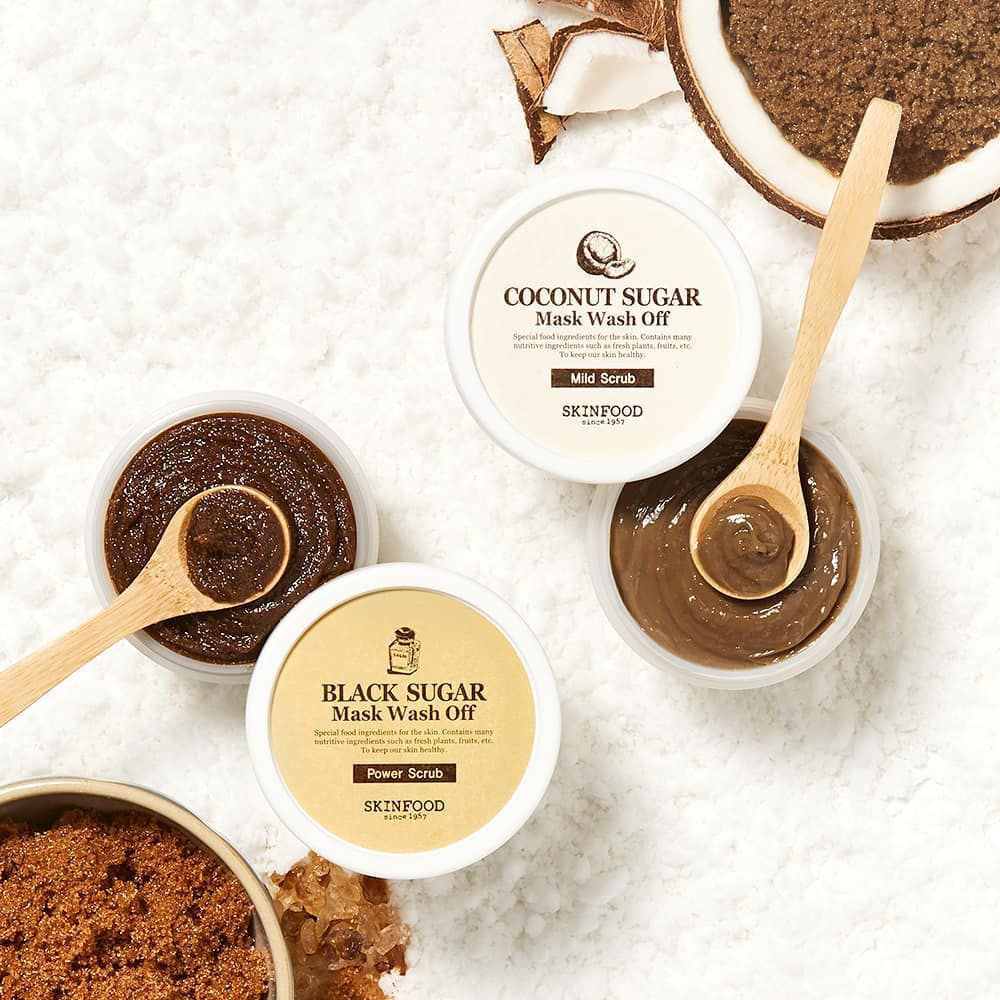 COCONUT SUGAR
Mask Wash Off
Special food ingredients for the skin. Contains many
nutritive ingredients such as fresh plants, fruits, etc.
To keep our skin healthy.
Mild Scrub
SKINFOOD
since 1957
BLACK SUGAR
Mask Wash Off
Special food ingredients for the skin. Contains many
nutritive ingredients such as fresh plants, fruits, etc.
To keep our skin healthy.
Power Scrub
SKINFOOD
since 1957